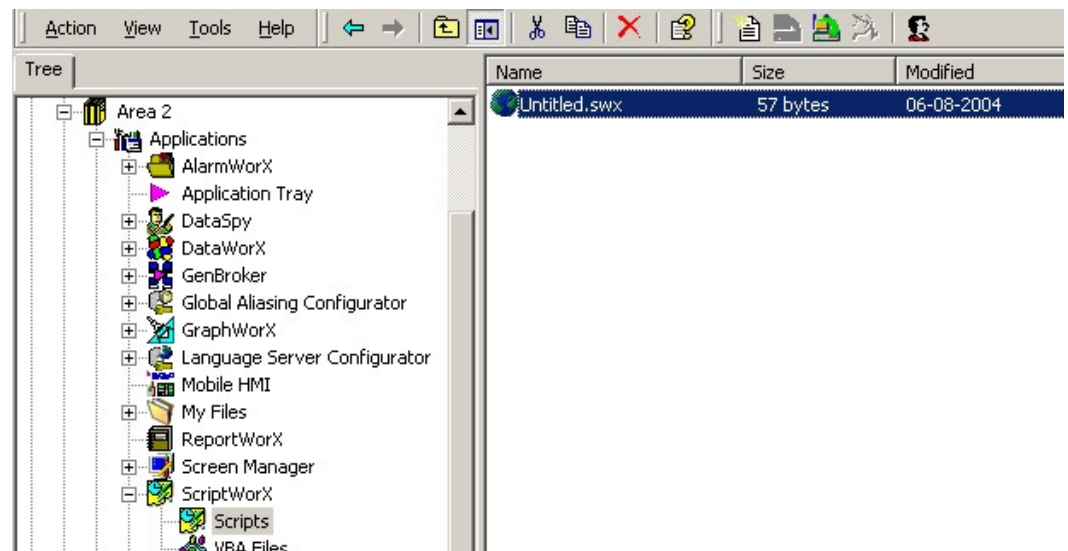 Action View Tools Help
Tree
Name Size Modified
Untitled.swx 57 bytes 06-08-2004
Area 2
Applications
AlarmWorX
Application Tray
DataSpy
DataWorX
GenBroker
Global Aliasing Configurator
GraphWorX
Language Server Configurator
Mobile HMI
My Files
ReportWorX
Screen Manager
ScriptWorX
Scripts
VBA Files